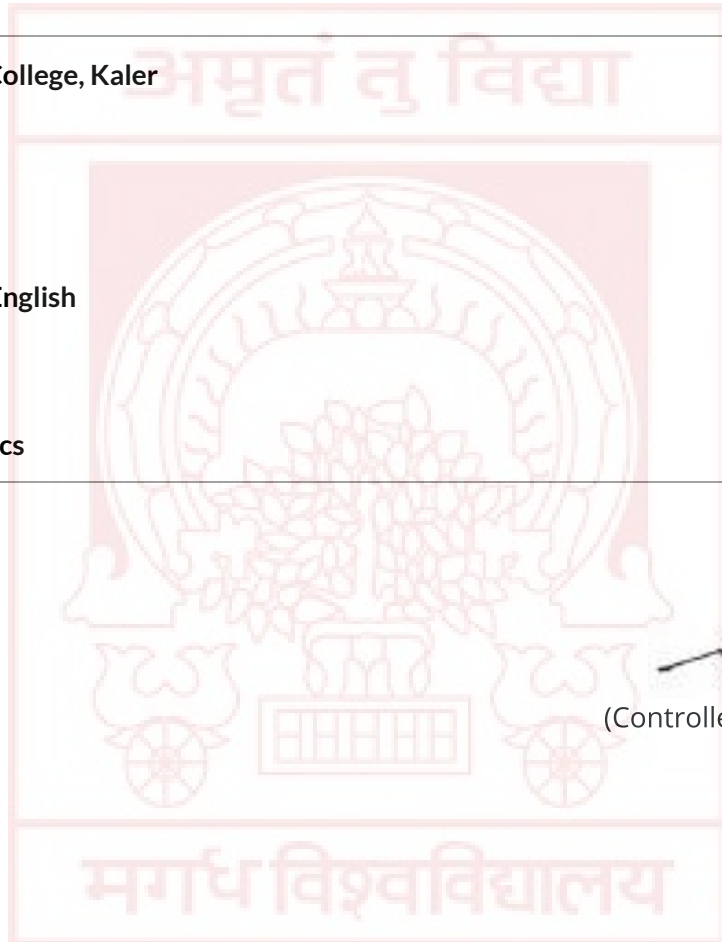 अमृतं तु विद्या
College, Kaler
English
cs
(Controlle
मगध विश्वविद्यालय